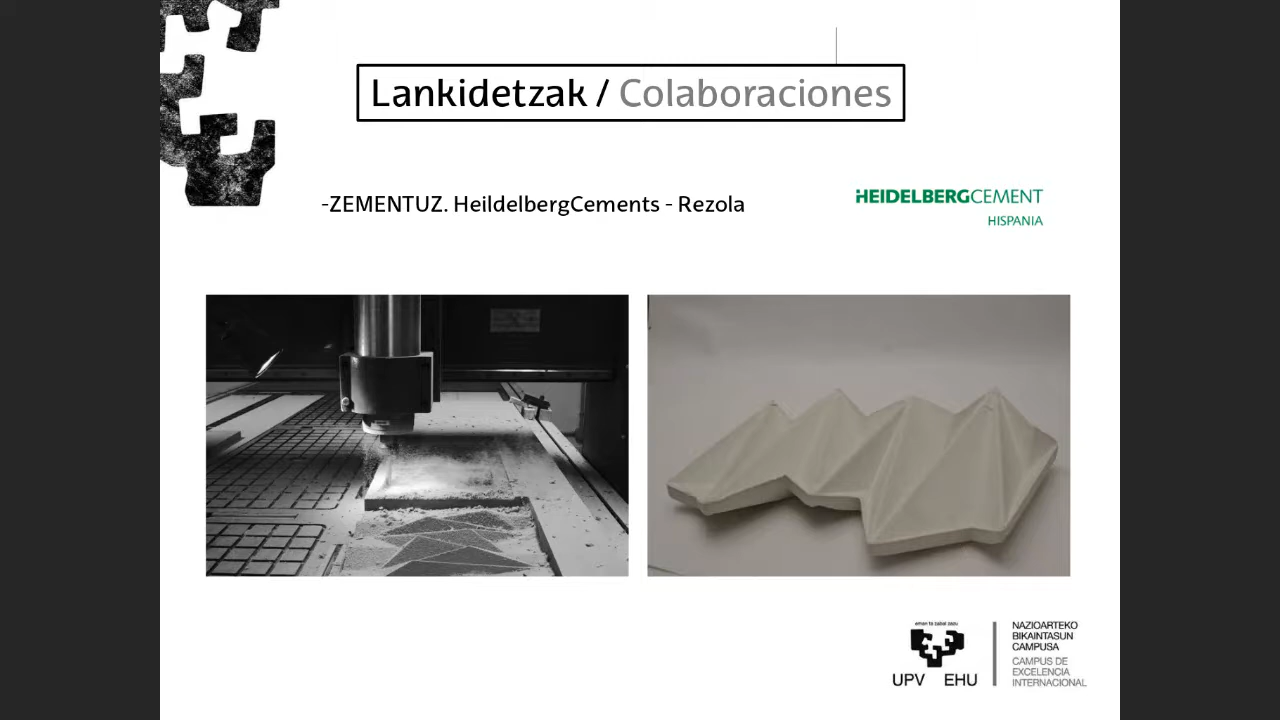 Lankidetzak / Colaboraciones
-ZEMENTUZ. HeildelbergCements - Rezola
HEIDELBERGCEMENT
HISPANIA
eman ta zabal zazu
UPV EHU
NAZIOARTEKO
BIKAINTASUN
CAMPUSA
CAMPUS DE
EXCELENCIA
INTERNACIONAL